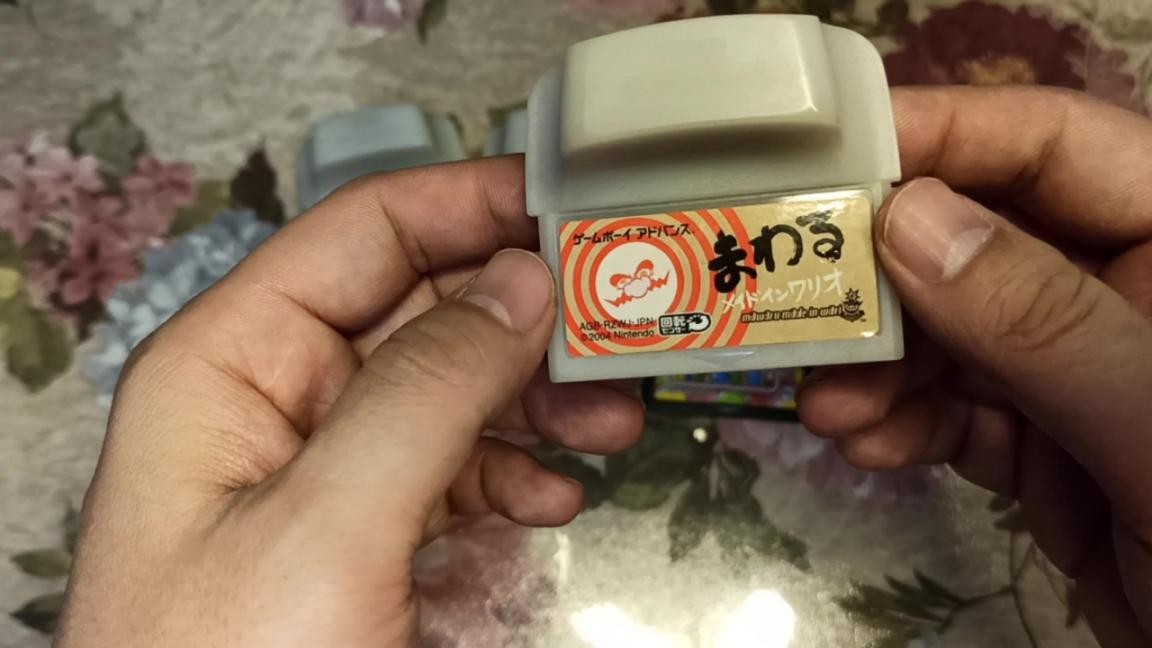 ゲームボーイ アドバンス
まわる
メイドインワリオ
mawaru made in wario
AGB-RZWJ-JPN
回転
センサー
©2004 Nintendo